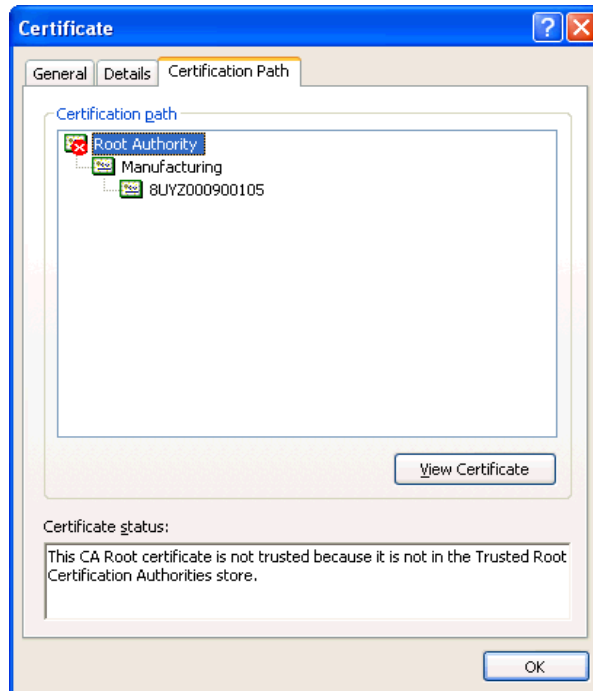 Certificate
General Details Certification Path
Certification path
Root Authority
Manufacturing
8UYZ000900105
View Certificate
Certificate status:
This CA Root certificate is not trusted because it is not in the Trusted Root
Certification Authorities store.
OK